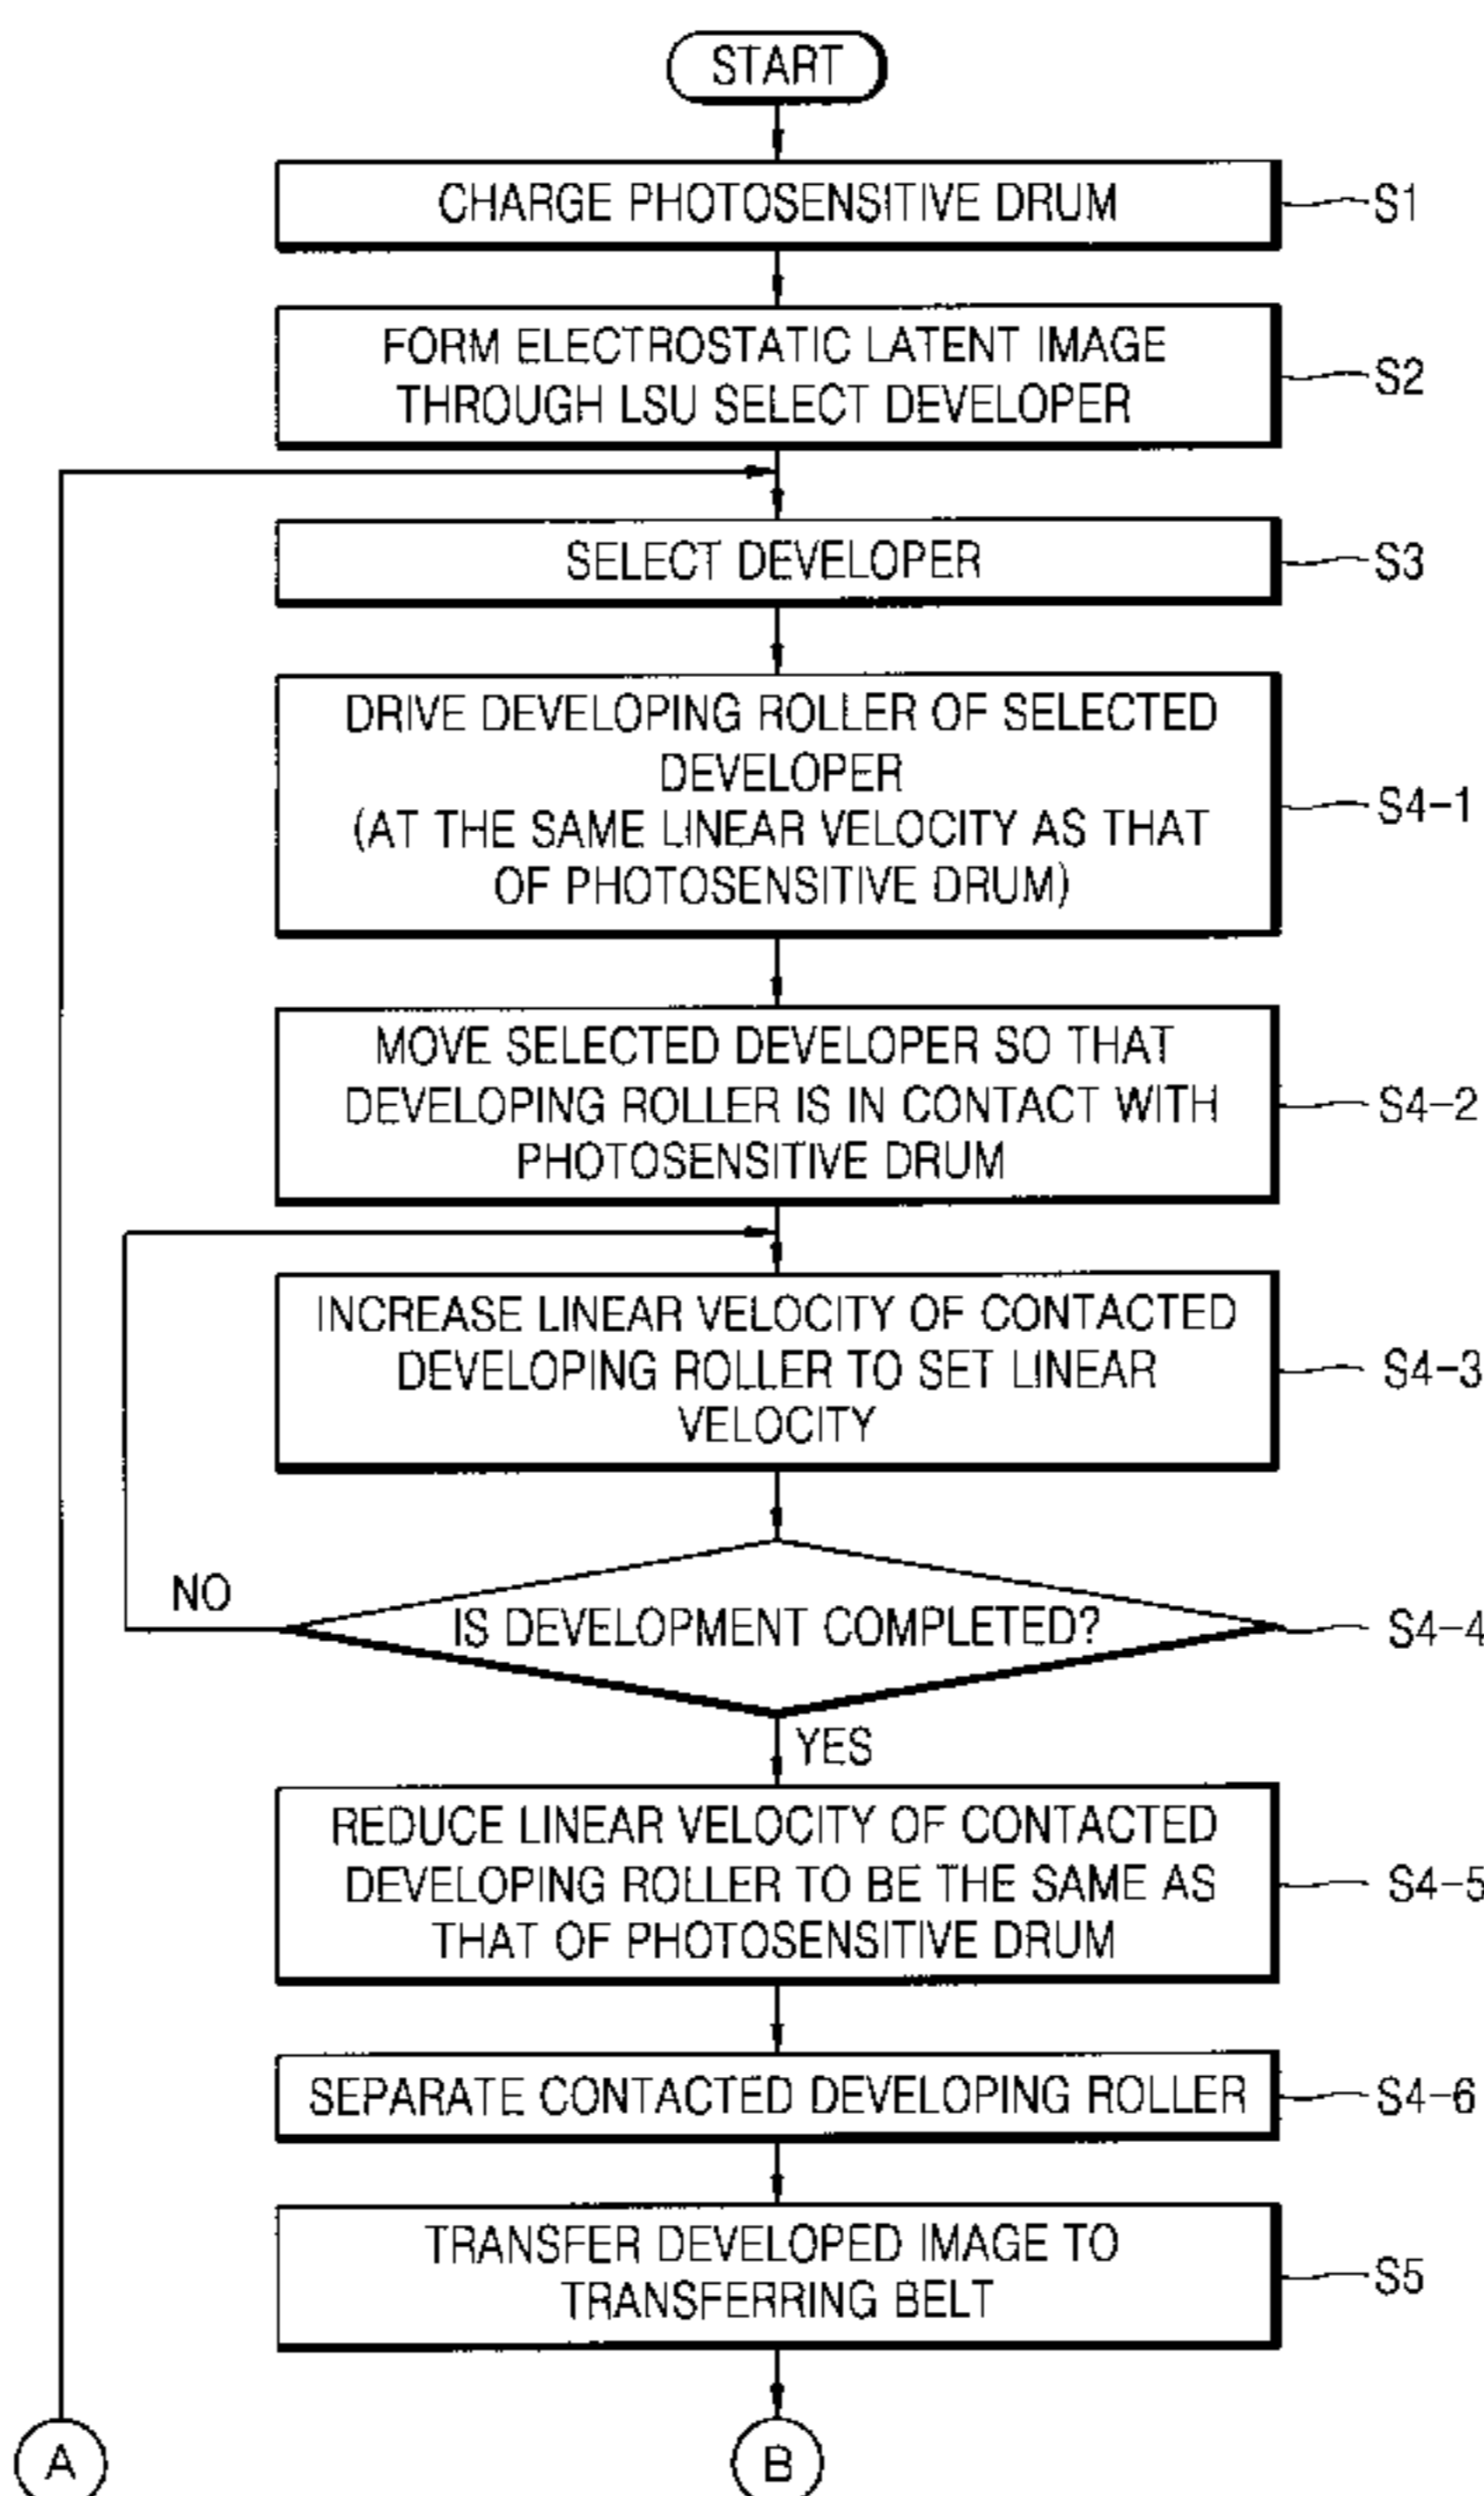 START
CHARGE PHOTOSENSITIVE DRUM
S1
FORM ELECTROSTATIC LATENT IMAGE
THROUGH LSU SELECT DEVELOPER
S2
SELECT DEVELOPER
S3
DRIVE DEVELOPING ROLLER OF SELECTED
DEVELOPER
(AT THE SAME LINEAR VELOCITY AS THAT
OF PHOTOSENSITIVE DRUM)
S4-1
MOVE SELECTED DEVELOPER SO THAT
DEVELOPING ROLLER IS IN CONTACT WITH
PHOTOSENSITIVE DRUM
S4-2
INCREASE LINEAR VELOCITY OF CONTACTED
DEVELOPING ROLLER TO SET LINEAR
VELOCITY
S4-3
NO
IS DEVELOPMENT COMPLETED?
S4-4
YES
REDUCE LINEAR VELOCITY OF CONTACTED
DEVELOPING ROLLER TO BE THE SAME AS
THAT OF PHOTOSENSITIVE DRUM
S4-5
SEPARATE CONTACTED DEVELOPING ROLLER
S4-6
TRANSFER DEVELOPED IMAGE TO
TRANSFERRING BELT
S5
A
B